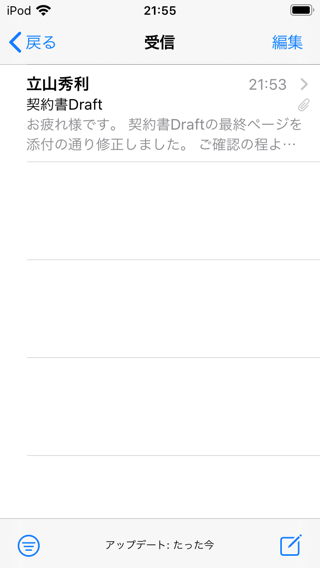 iPod 21:55
戻る 受信 編集
立山秀利 21:53
契約書Draft
お疲れ様です。 契約書Draftの最終ページを
添付の通り修正しました。 ご確認の程よ…
アップデート: たった今